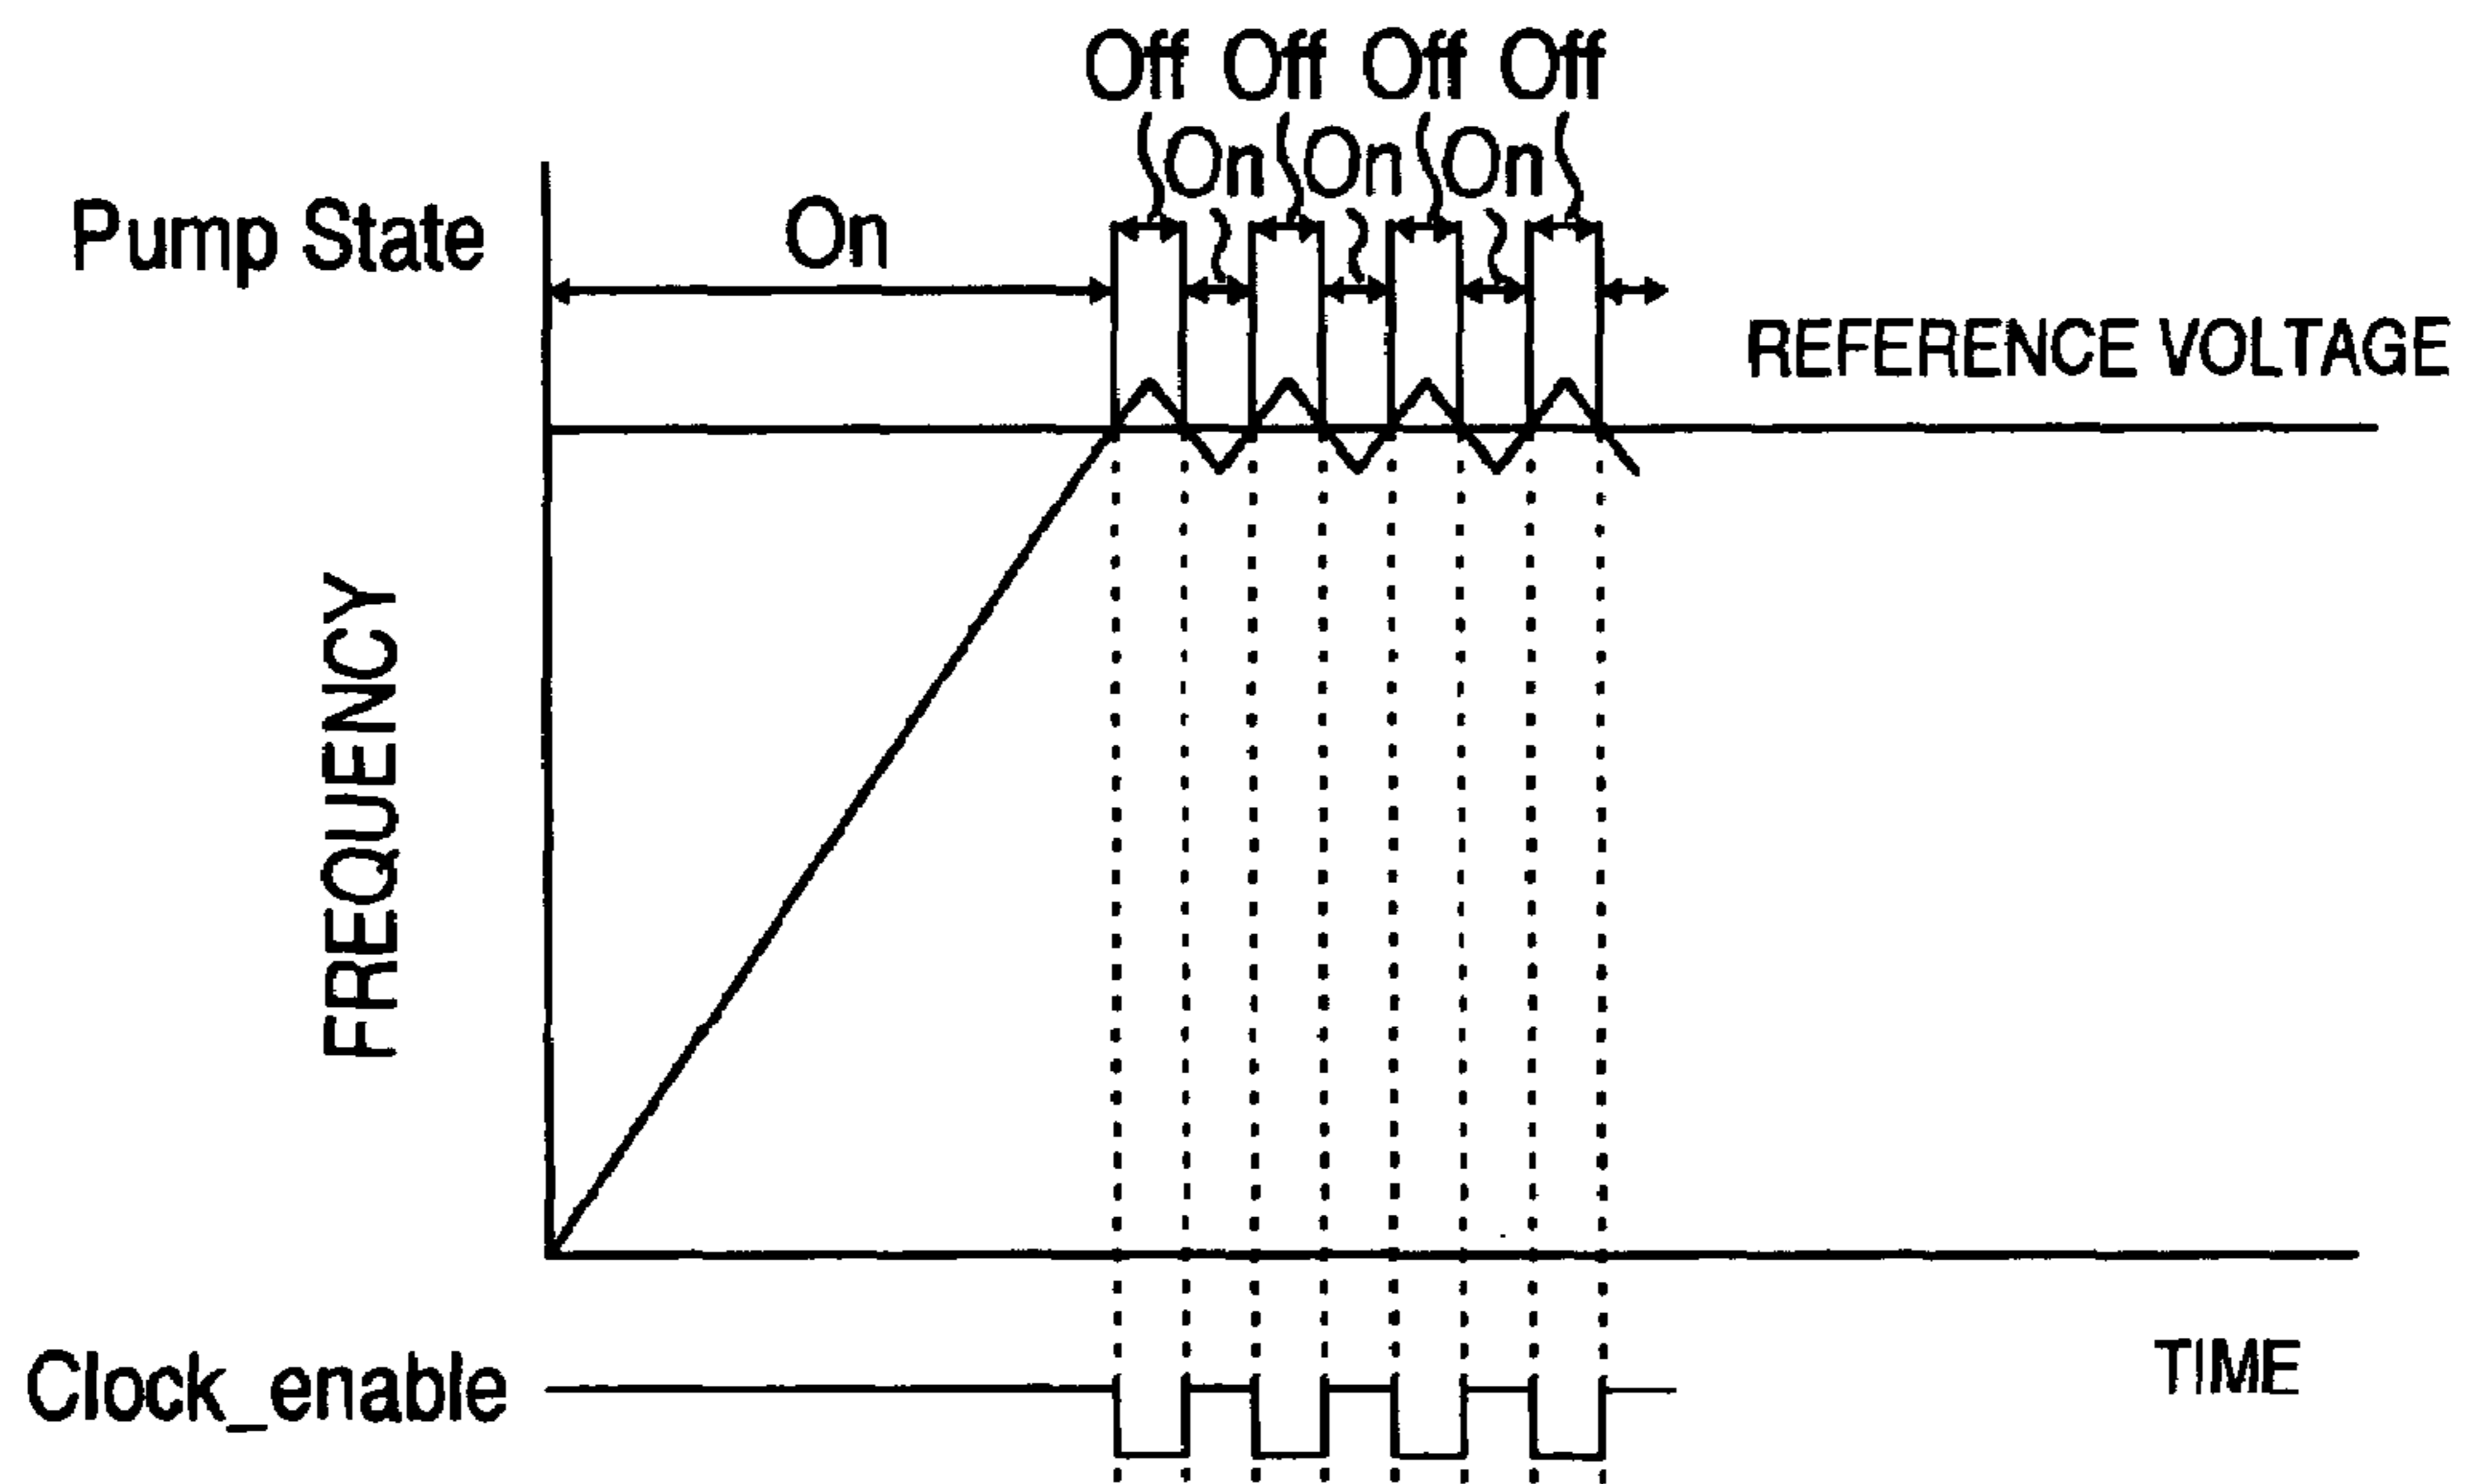 Off Off Off Off
On On On
Pump State
On
REFERENCE VOLTAGE
FREQUENCY
Clock_enable
TIME